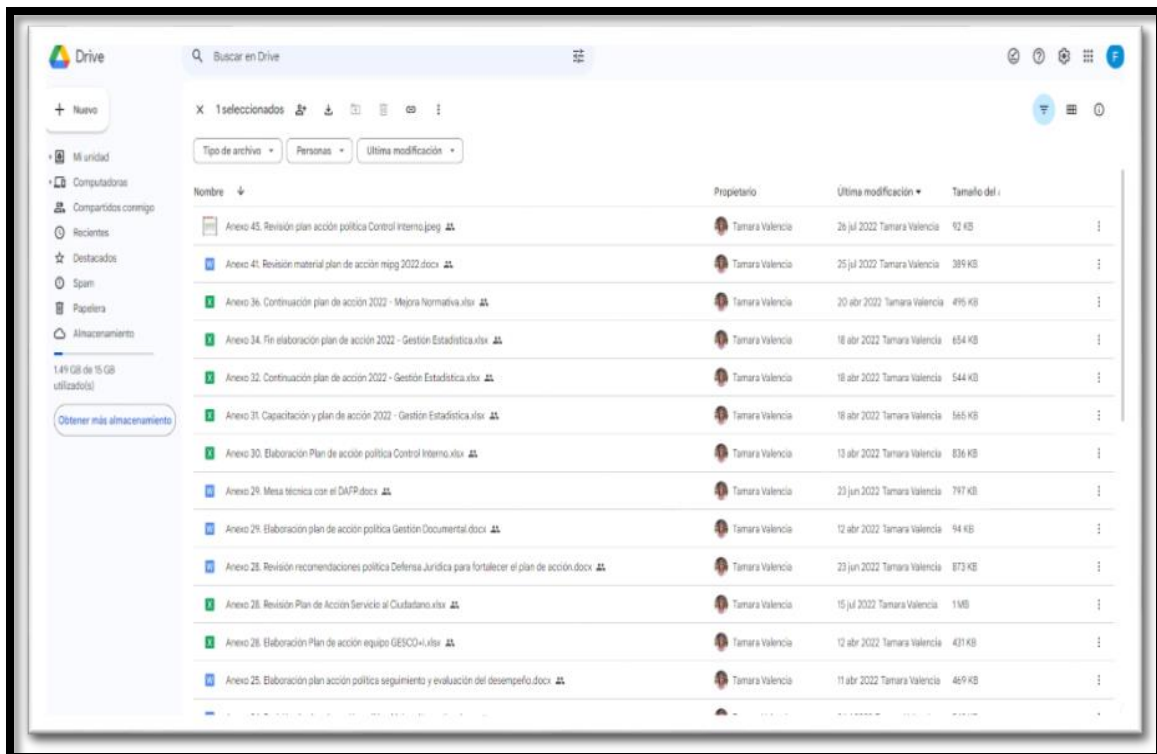 Drive
Buscar en Drive
F
Nuevo
1 seleccionados
Mi unidad
Computadoras
Compartidos conmigo
Recientes
Destacados
Spam
Papelera
Almacenamiento
1.49 GB de 15 GB
utilizado(s)
Obtener más almacenamiento
Tipo de archivo Personas Última modificación
Nombre Propietario Última modificación Tamaño del
Anexo 45. Revisión plan acción política Control Interno.jpeg Tamara Valencia 26 jul 2022 Tamara Valencia 92 KB
Anexo 41. Revisión material plan de acción mipg 2022.docx Tamara Valencia 25 jul 2022 Tamara Valencia 389 KB
Anexo 36. Continuación plan de acción 2022 - Mejora Normativa.xlsx Tamara Valencia 20 abr 2022 Tamara Valencia 495 KB
Anexo 34. Fin elaboración plan de acción 2022 - Gestión Estadística.xlsx Tamara Valencia 18 abr 2022 Tamara Valencia 654 KB
Anexo 32. Continuación plan de acción 2022 - Gestión Estadística.xlsx Tamara Valencia 18 abr 2022 Tamara Valencia 544 KB
Anexo 31. Capacitación y plan de acción 2022 - Gestión Estadística.xlsx Tamara Valencia 18 abr 2022 Tamara Valencia 565 KB
Anexo 30. Elaboración Plan de acción política Control Interno.xlsx Tamara Valencia 13 abr 2022 Tamara Valencia 836 KB
Anexo 29. Mesa técnica con el DAFP.docx Tamara Valencia 23 jun 2022 Tamara Valencia 797 KB
Anexo 29. Elaboración plan de acción política Gestión Documental.docx Tamara Valencia 12 abr 2022 Tamara Valencia 94 KB
Anexo 28. Revisión recomendaciones política Defensa Jurídica para fortalecer el plan de acción.docx Tamara Valencia 23 jun 2022 Tamara Valencia 873 KB
Anexo 28. Revisión Plan de Acción Servicio al Ciudadano.xlsx Tamara Valencia 15 jul 2022 Tamara Valencia 1 MB
Anexo 28. Elaboración Plan de acción equipo GESCO+i.xlsx Tamara Valencia 12 abr 2022 Tamara Valencia 431 KB
Anexo 25. Elaboración plan acción política seguimiento y evaluación del desempeño.docx Tamara Valencia 11 abr 2022 Tamara Valencia 469 KB